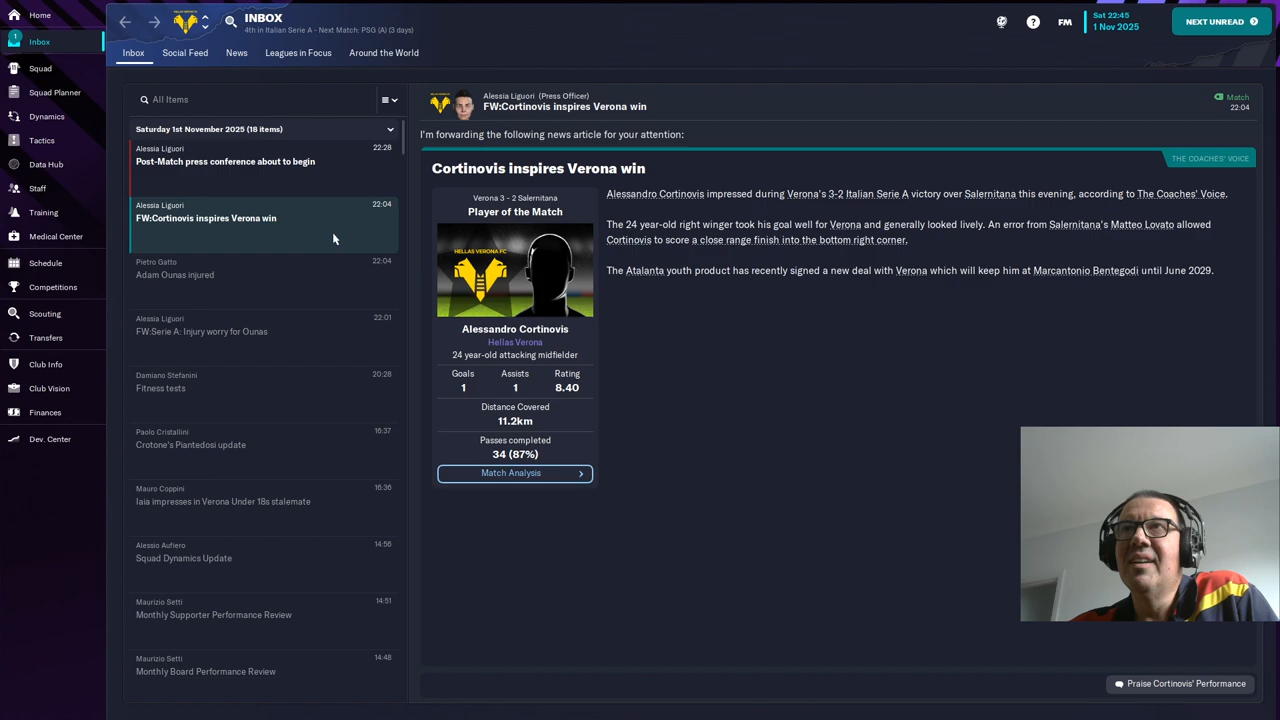 Home
1
Inbox
Squad
Squad Planner
Dynamics
Tactics
Data Hub
Staff
Training
Medical Center
Schedule
Competitions
Scouting
Transfers
Club Info
Club Vision
Finances
Dev. Center
INBOX
4th in Italian Serie A - Next Match: PSG (A) (3 days)
FM
Sat 22:45
1 Nov 2025
NEXT UNREAD
Inbox
Social Feed
News
Leagues in Focus
Around the World
All Items
Saturday 1st November 2025 (18 items)
Alessia Liguori 22:28
Post-Match press conference about to begin
Alessia Liguori 22:04
FW:Cortinovis inspires Verona win
Pietro Gatto 22:04
Adam Ounas injured
Alessia Liguori 22:01
FW:Serie A: Injury worry for Ounas
Damiano Stefanini 20:28
Fitness tests
Paolo Cristallini 16:37
Crotone's Piantedosi update
Mauro Coppini 16:36
Iaia impresses in Verona Under 18s stalemate
Alessio Aufiero 14:56
Squad Dynamics Update
Maurizio Setti 14:51
Monthly Supporter Performance Review
Maurizio Setti 14:48
Monthly Board Performance Review
Alessia Liguori (Press Officer)
FW:Cortinovis inspires Verona win
Match
22:04
I'm forwarding the following news article for your attention:
THE COACHES' VOICE
Cortinovis inspires Verona win
Verona 3 - 2 Salernitana
Player of the Match
HELLAS VERONA FC
Alessandro Cortinovis
Hellas Verona
24 year-old attacking midfielder
Goals Assists Rating
1 1 8.40
Distance Covered
11.2km
Passes completed
34 (87%)
Match Analysis
Alessandro Cortinovis impressed during Verona's 3-2 Italian Serie A victory over Salernitana this evening, according to The Coaches' Voice.
The 24 year-old right winger took his goal well for Verona and generally looked lively. An error from Salernitana's Matteo Lovato allowed
Cortinovis to score a close range finish into the bottom right corner.
The Atalanta youth product has recently signed a new deal with Verona which will keep him at Marcantonio Bentegodi until June 2029.
Praise Cortinovis' Performance